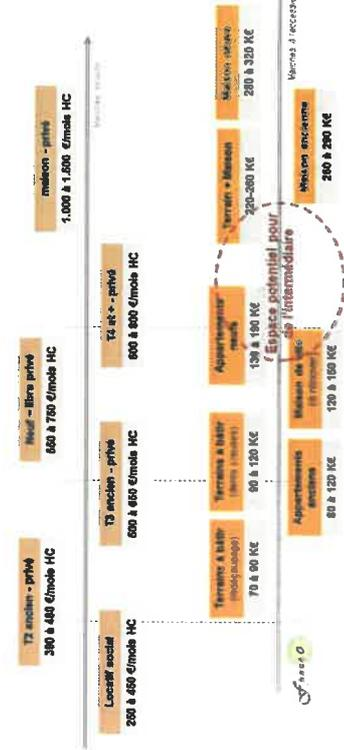 T2 ancien - privé
390 à 480 €/mois HC
Neuf - libre privé
550 à 750 €/mois HC
maison - privé
1.000 à 1.500 €/mois HC
Locatif social
250 à 450 €/mois HC
T3 ancien - privé
500 à 650 €/mois HC
T4 et + - privé
600 à 800 €/mois HC
Terrains à bâtir
70 à 90 K€
Terrains à bâtir
90 à 120 K€
Appartements
neufs
130 à 190 K€
Terrain + Maison
220-260 K€
Maison neuve
280 à 320 K€
Espace potentiel pour
de l'intermédiaire
Appartements
anciens
80 à 120 K€
Maison de ville
120 à 150 K€
Maison ancienne
250 à 290 K€